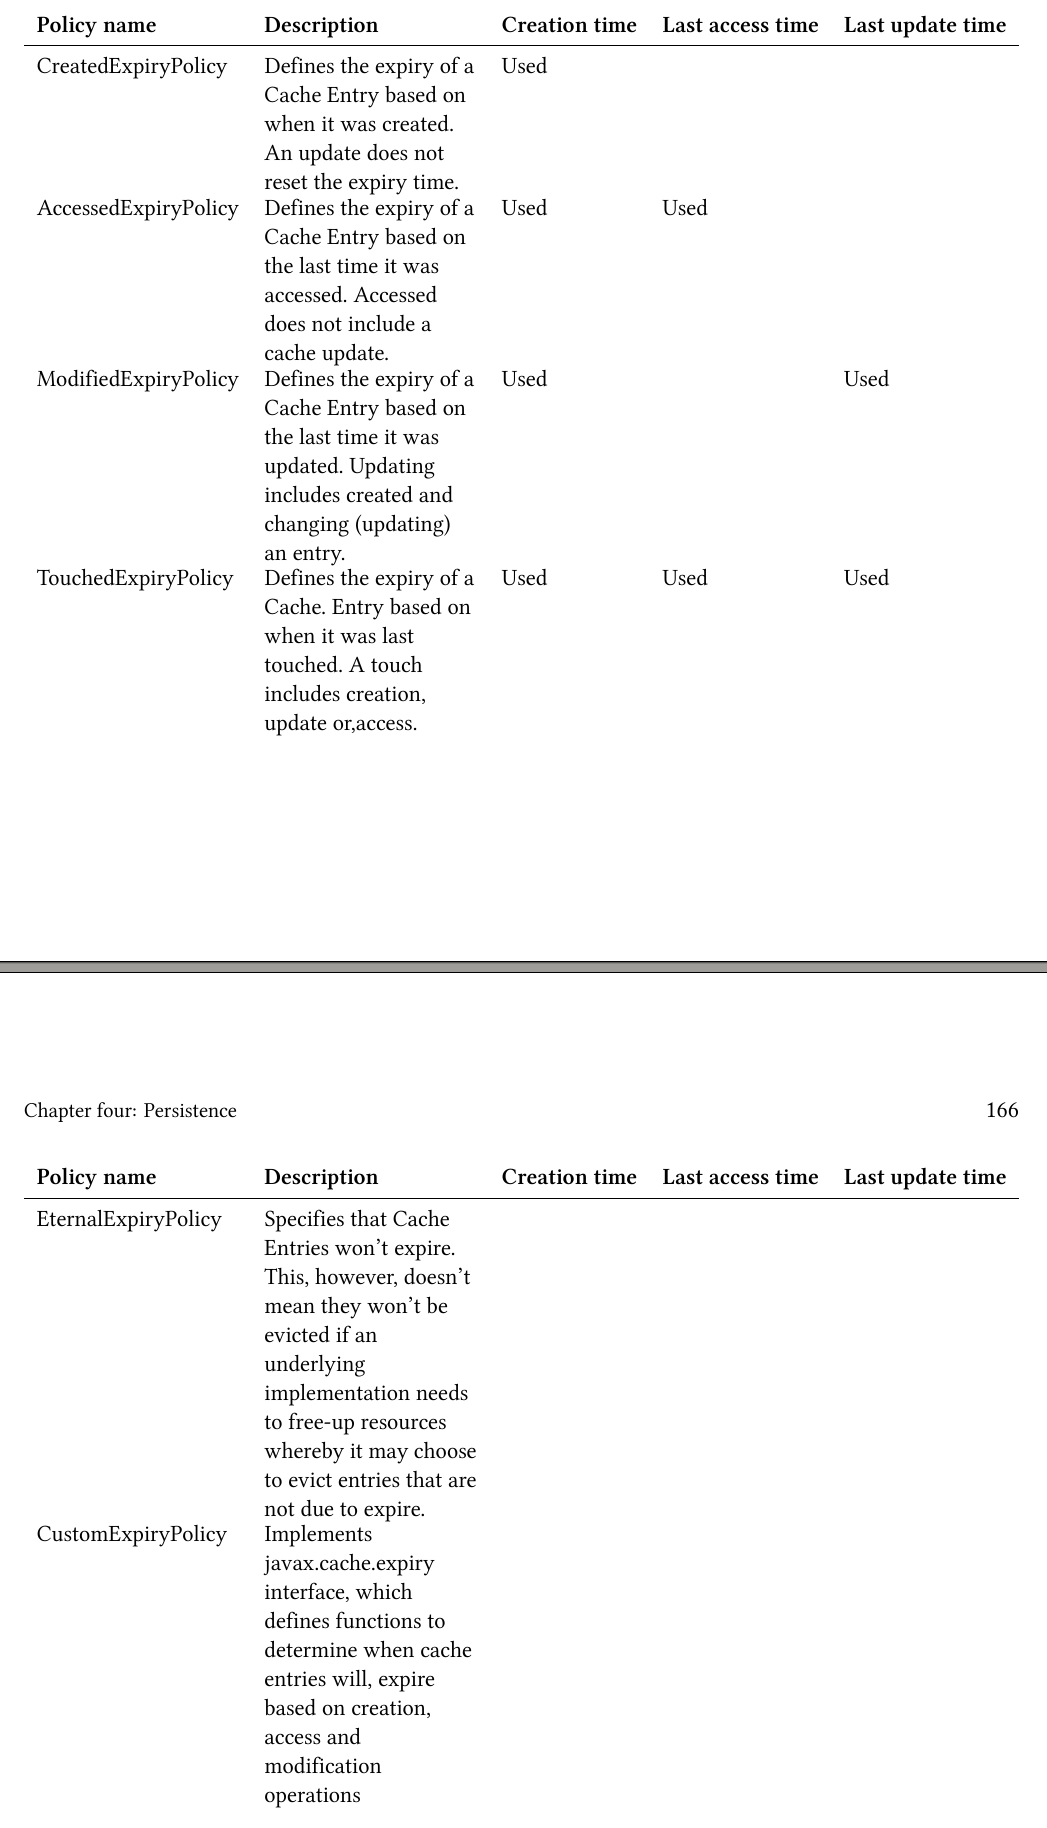 Policy name Description Creation time Last access time Last update time
CreatedExpiryPolicy Defines the expiry of a Used
Cache Entry based on
when it was created.
An update does not
reset the expiry time.
AccessedExpiryPolicy Defines the expiry of a Used Used
Cache Entry based on
the last time it was
accessed. Accessed
does not include a
cache update.
ModifiedExpiryPolicy Defines the expiry of a Used Used
Cache Entry based on
the last time it was
updated. Updating
includes created and
changing (updating)
an entry.
TouchedExpiryPolicy Defines the expiry of a Used Used Used
Cache. Entry based on
when it was last
touched. A touch
includes creation,
update or,access.
Chapter four: Persistence 166
Policy name Description Creation time Last access time Last update time
EternalExpiryPolicy Specifies that Cache
Entries won’t expire.
This, however, doesn’t
mean they won’t be
evicted if an
underlying
implementation needs
to free-up resources
whereby it may choose
to evict entries that are
not due to expire.
CustomExpiryPolicy Implements
javax.cache.expiry
interface, which
defines functions to
determine when cache
entries will, expire
based on creation,
access and
modification
operations